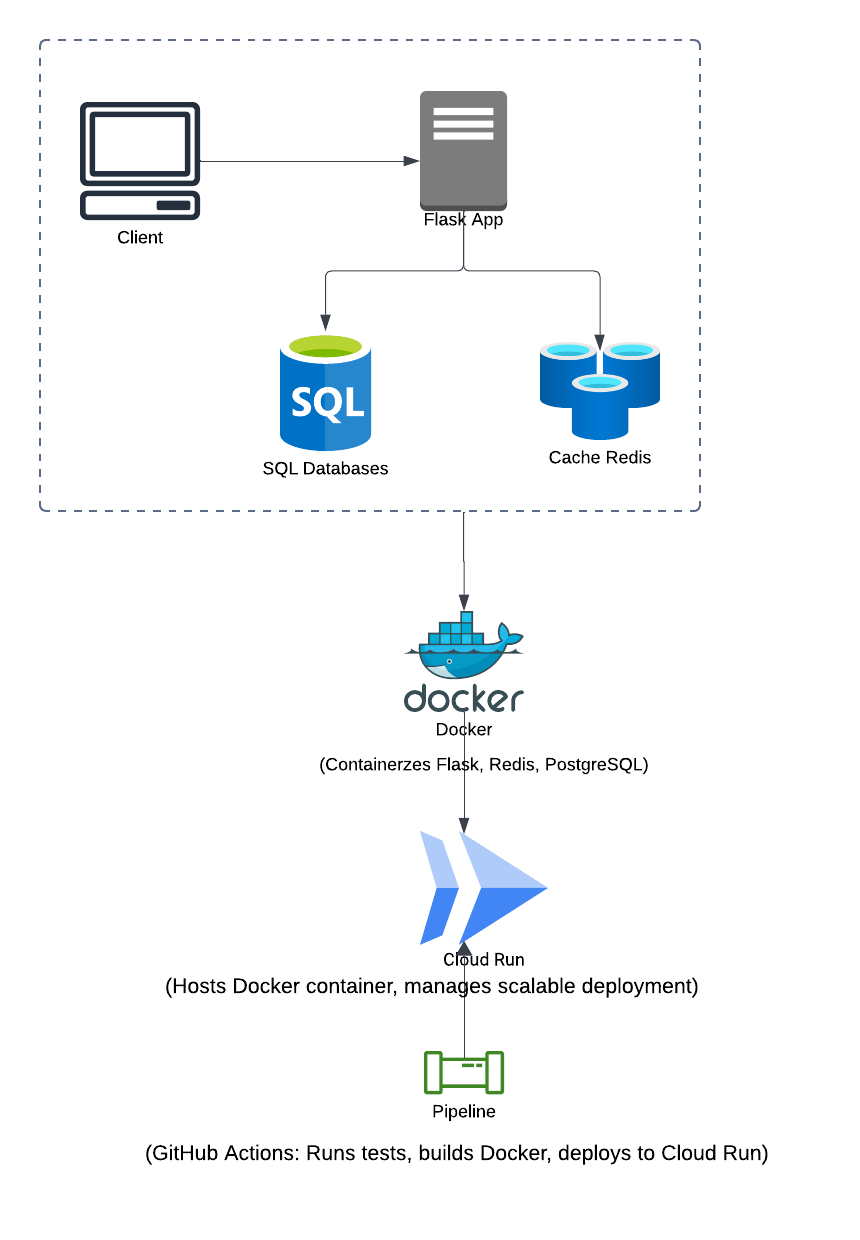 Client
Flask App
SQL
SQL Databases
Cache Redis
docker
Docker
(Containerzes Flask, Redis, PostgreSQL)
Cloud Run
(Hosts Docker container, manages scalable deployment)
Pipeline
(GitHub Actions: Runs tests, builds Docker, deploys to Cloud Run)